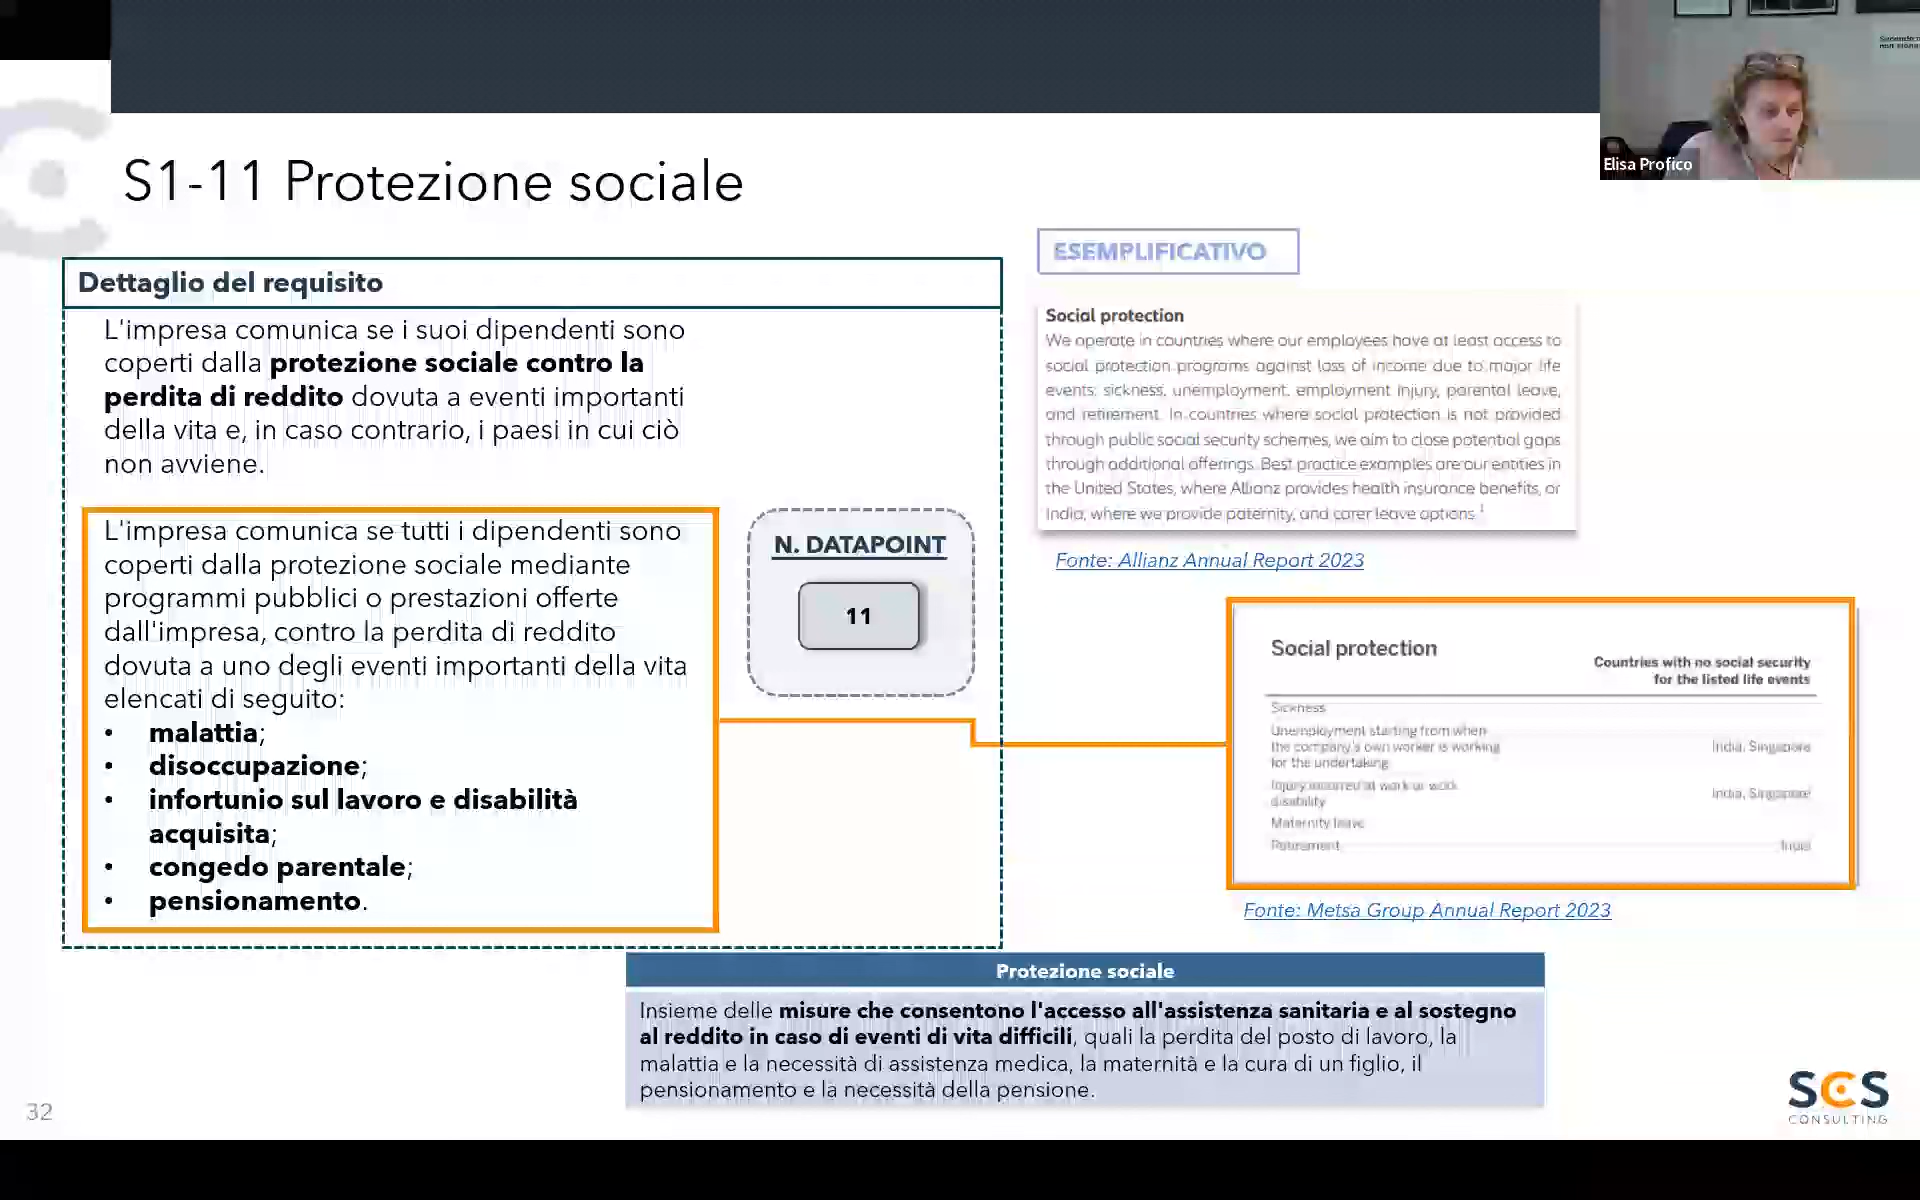 Elisa Profico
S1-11 Protezione sociale
Dettaglio del requisito
L'impresa comunica se i suoi dipendenti sono
coperti dalla protezione sociale contro la
perdita di reddito dovuta a eventi importanti
della vita e, in caso contrario, i paesi in cui ciò
non avviene.
L'impresa comunica se tutti i dipendenti sono
coperti dalla protezione sociale mediante
programmi pubblici o prestazioni offerte
dall'impresa, contro la perdita di reddito
dovuta a uno degli eventi importanti della vita
elencati di seguito:
• malattia;
• disoccupazione;
• infortunio sul lavoro e disabilità
acquisita;
• congedo parentale;
• pensionamento.
N. DATAPOINT
11
ESEMPLIFICATIVO
Social protection
We operate in countries where our employees have at least access to
social protection programs against loss of income due to major life
events: sickness, unemployment, employment injury, parental leave,
and retirement. In countries where social protection is not provided
through public social security schemes, we aim to close potential gaps
through additional offerings. Best practice examples are our entities in
the United States, where Allianz provides health insurance benefits, or
India, where we provide paternity, and carer leave options.¹
Fonte: Allianz Annual Report 2023
Social protection
Countries with no social security
for the listed life events
Sickness
Unemployment starting from when
the company's own worker is working
for the undertaking
India, Singapore
Injury incurred at work or work
disability
India, Singapore
Maternity leave
Retirement
India
Fonte: Metsa Group Annual Report 2023
Protezione sociale
Insieme delle misure che consentono l'accesso all'assistenza sanitaria e al sostegno
al reddito in caso di eventi di vita difficili, quali la perdita del posto di lavoro, la
malattia e la necessità di assistenza medica, la maternità e la cura di un figlio, il
pensionamento e la necessità della pensione.
32
SCS
CONSULTING